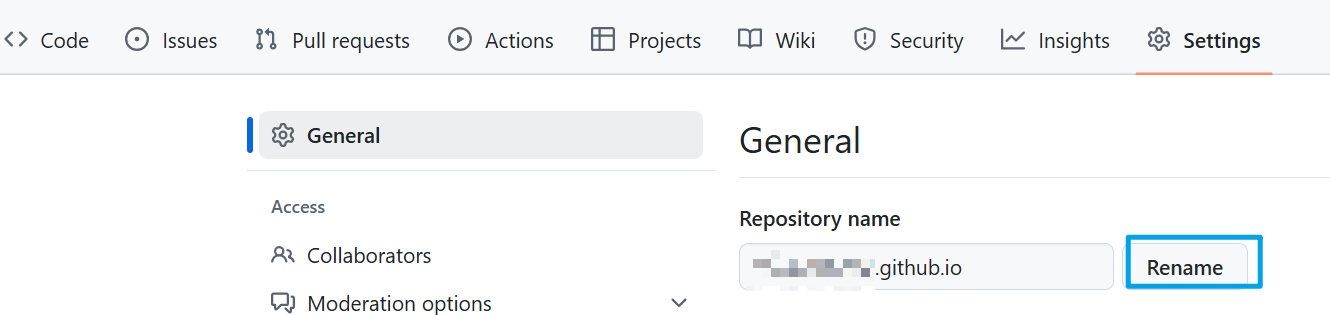 Code Issues Pull requests Actions Projects Wiki Security Insights Settings
General
General
Access
Repository name
Collaborators
.github.io Rename
Moderation options